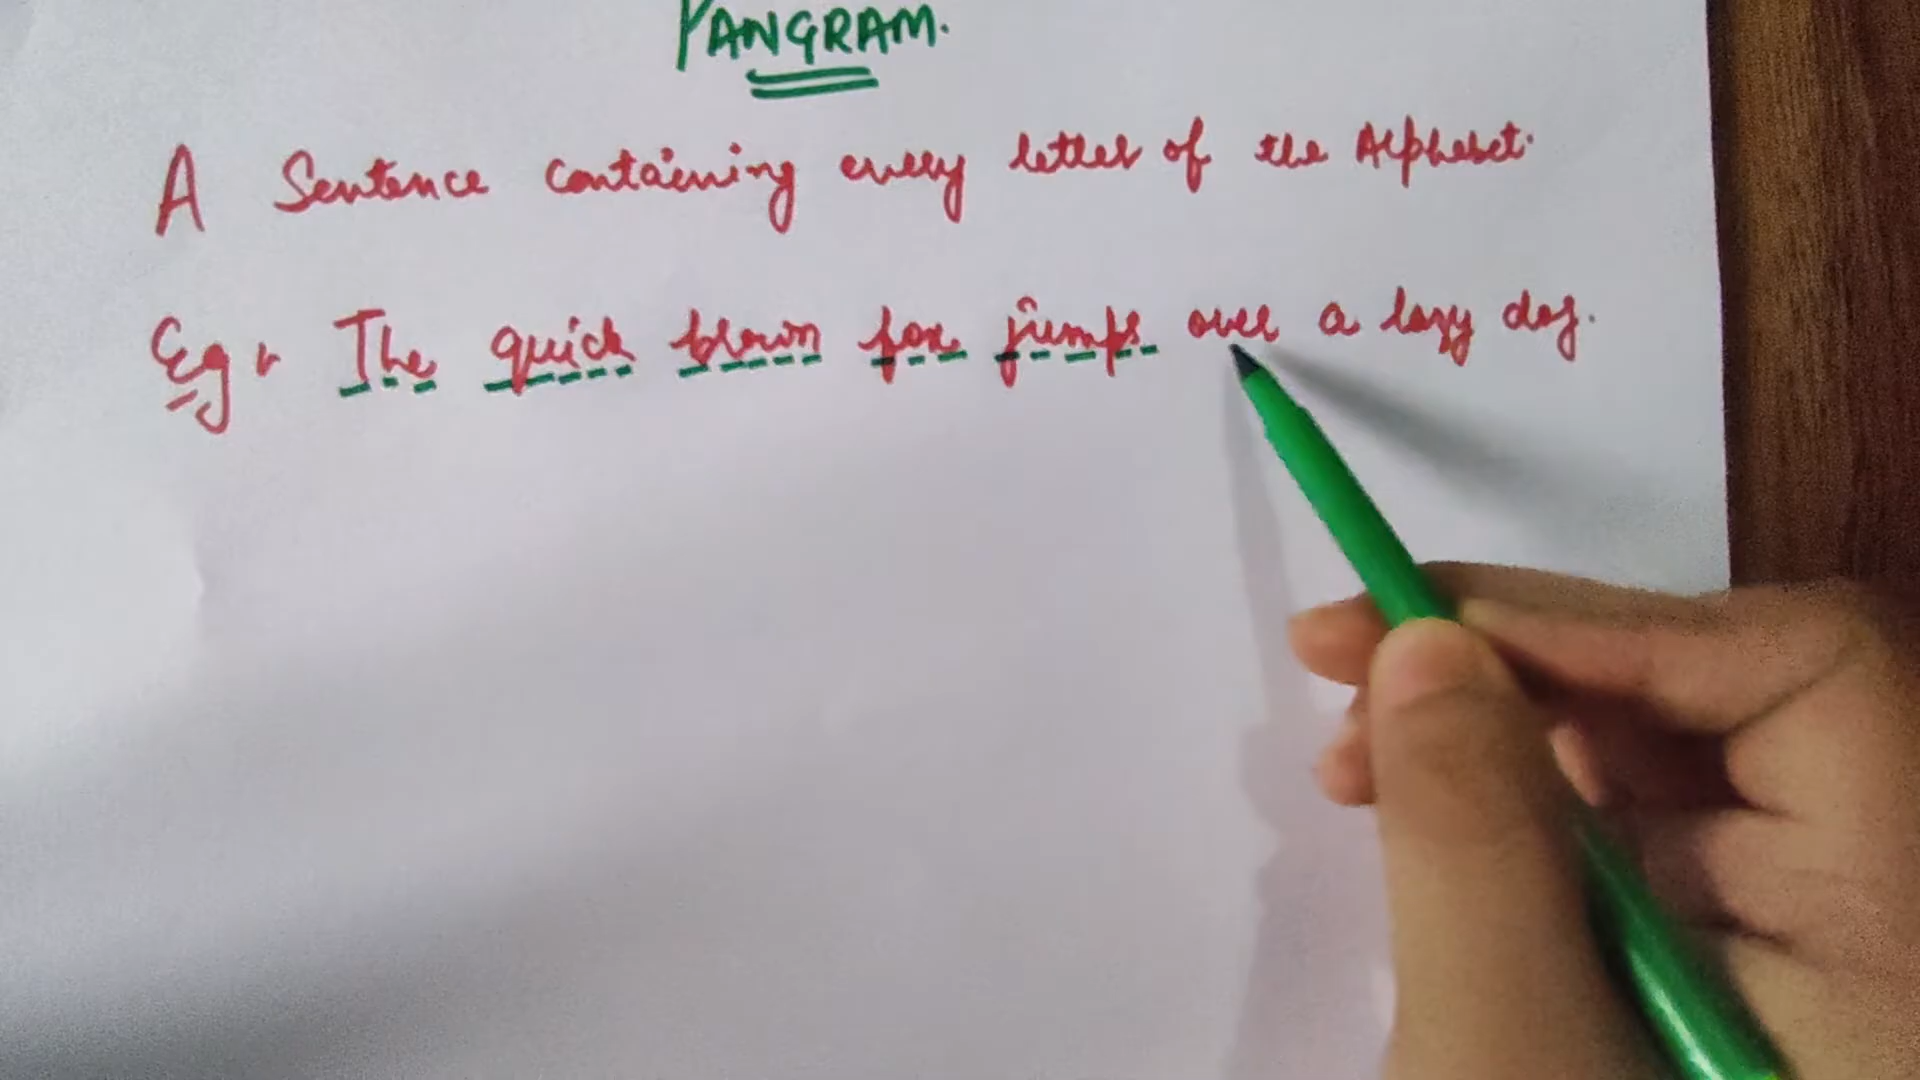 PANGRAM.
A Sentence containing every letter of the Alphabet.
Eg:- The quick brown fox jumps over a lazy dog.